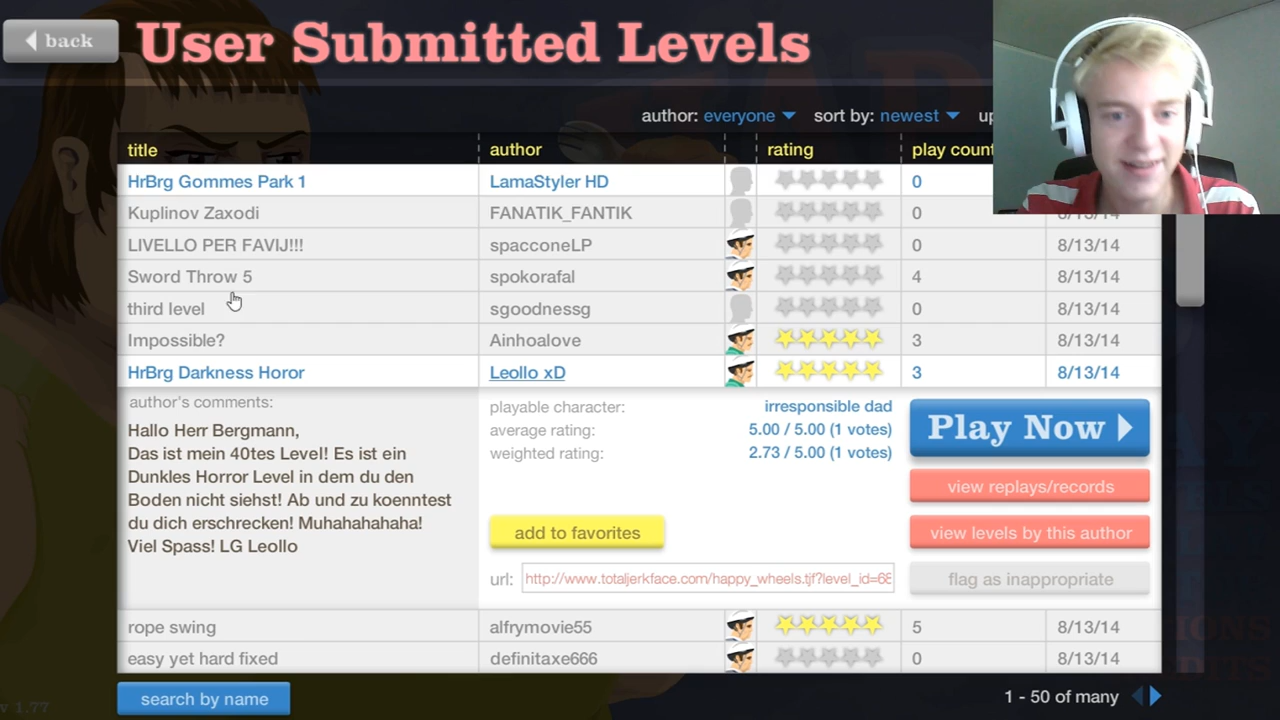 back
User Submitted Levels
author: everyone sort by: newest up
title author rating play count
HrBrg Gommes Park 1 LamaStyler HD 0
Kuplinov Zaxodi FANATIK_FANTIK 0 8/13/14
LIVELLO PER FAVIJ!!! spacconeLP 0 8/13/14
Sword Throw 5 spokorafal 4 8/13/14
third level sgoodnessg 0 8/13/14
Impossible? Ainhoalove 3 8/13/14
HrBrg Darkness Horor Leollo xD 3 8/13/14
author's comments:
Hallo Herr Bergmann,
Das ist mein 40tes Level! Es ist ein
Dunkles Horror Level in dem du den
Boden nicht siehst! Ab und zu koenntest
du dich erschrecken! Muhahahahaha!
Viel Spass! LG Leollo
playable character: irresponsible dad
average rating: 5.00 / 5.00 (1 votes)
weighted rating: 2.73 / 5.00 (1 votes)
add to favorites
url: http://www.totaljerkface.com/happy_wheels.tjf?level_id=68
Play Now
view replays/records
view levels by this author
flag as inappropriate
rope swing alfrymovie55 5 8/13/14
easy yet hard fixed definitaxe666 0 8/13/14
search by name
1 - 50 of many
v 1.77